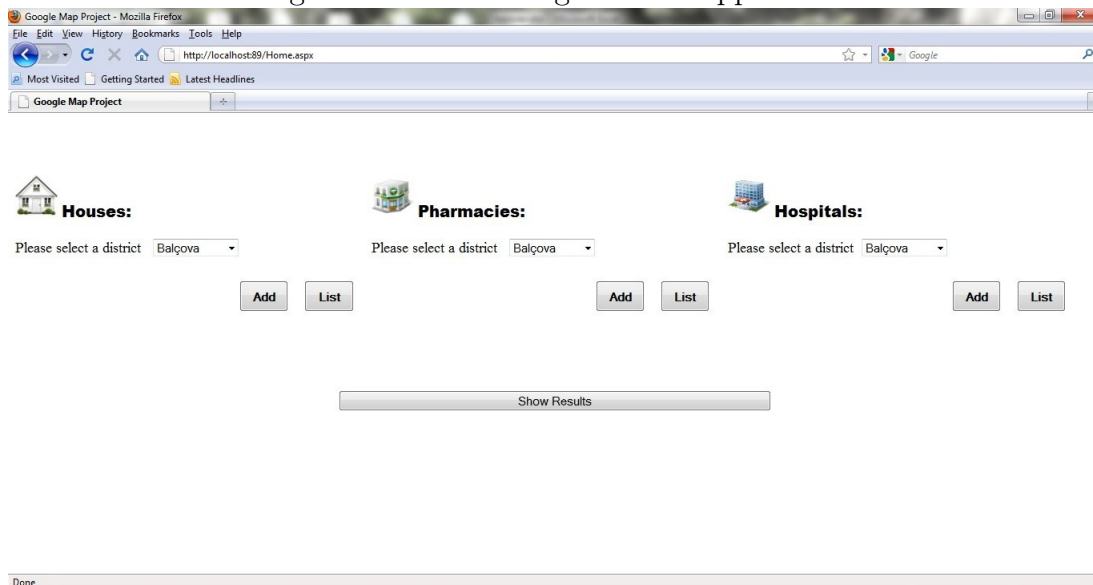 Google Map Project - Mozilla Firefox
File Edit View History Bookmarks Tools Help
http://localhost:89/Home.aspx
Google
Most Visited Getting Started Latest Headlines
Google Map Project
Houses:
Please select a district Balçova
Add List
Pharmacies:
Please select a district Balçova
Add List
Hospitals:
Please select a district Balçova
Add List
Show Results
Done